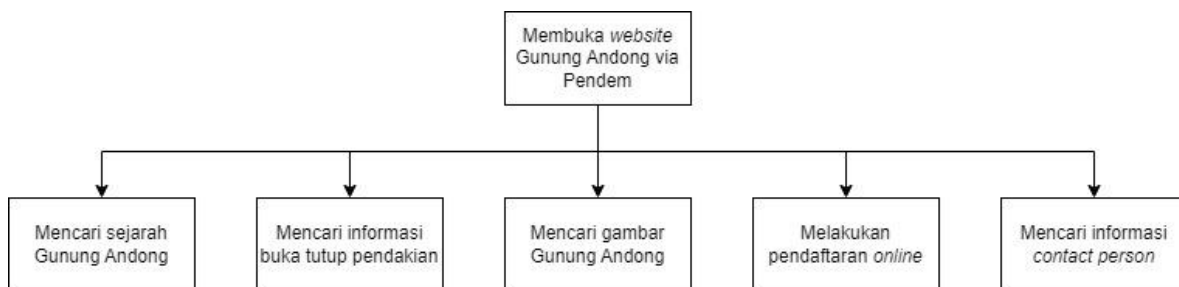 Membuka website
Gunung Andong via
Pendem
Mencari sejarah
Gunung Andong
Mencari informasi
buka tutup pendakian
Mencari gambar
Gunung Andong
Melakukan
pendaftaran online
Mencari informasi
contact person